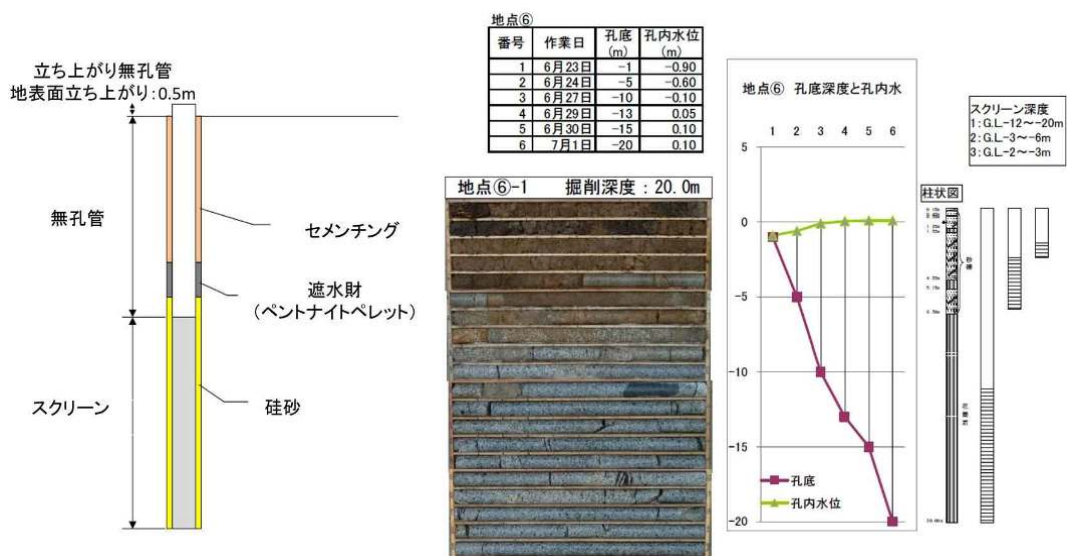 立ち上がり無孔管
地表面立ち上がり：0.5m
無孔管
セメンチング
遮水財
（ペントナイトペレット）
スクリーン
硅砂
地点⑥
番号 作業日 孔底(m) 孔内水位(m)
1 6月23日 −1 −0.90
2 6月24日 −5 −0.60
3 6月27日 −10 −0.10
4 6月29日 −13 0.05
5 6月30日 −15 0.10
6 7月1日 −20 0.10
地点⑥-1 掘削深度：20.0m
地点⑥ 孔底深度と孔内水
1 2 3 4 5 6
5
0
−5
−10
−15
−20
孔底
孔内水位
スクリーン深度
1：G.L.−12～−20m
2：G.L.−3～−6m
3：G.L.−2～−3m
柱状図